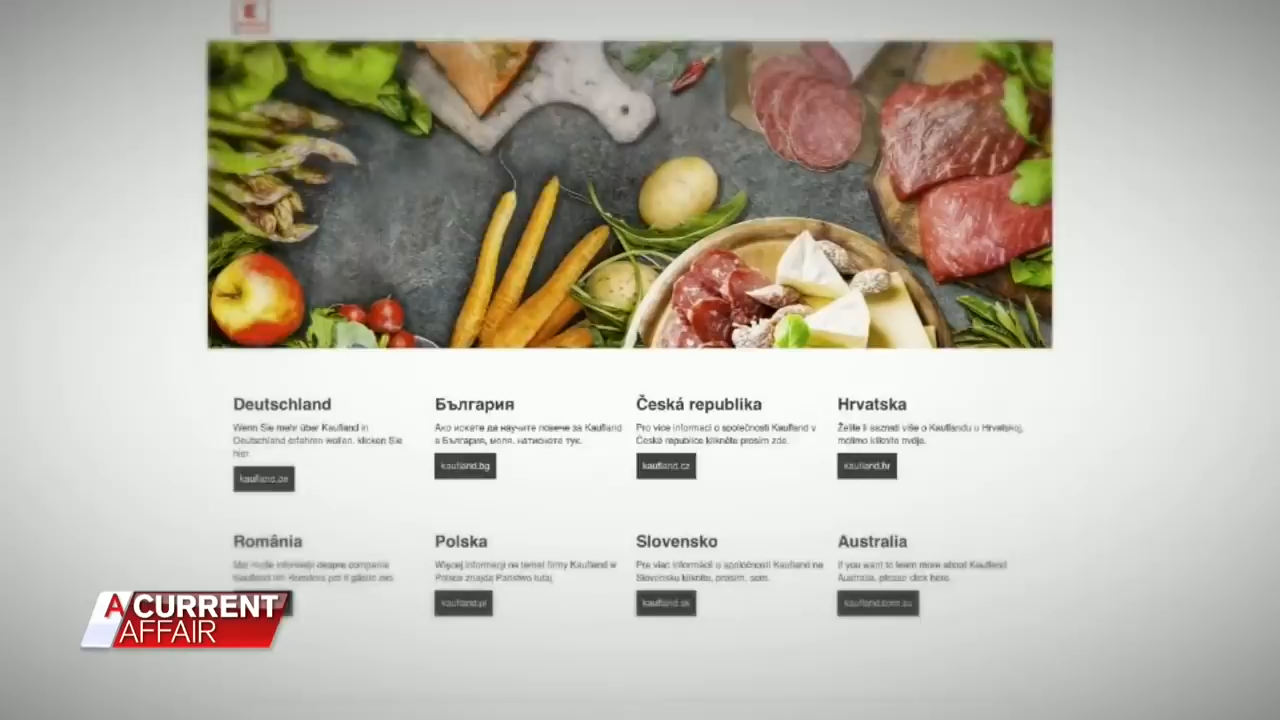 Deutschland
Wenn Sie mehr über Kaufland in
Deutschland erfahren wollen, klicken Sie
hier.
kaufland.de
България
Ако искате да научите повече за Kaufland
в България, моля, натиснете тук.
kaufland.bg
Česká republika
Pro více informací o společnosti Kaufland v
České republice klikněte prosím zde.
kaufland.cz
Hrvatska
Želite li saznati više o Kauflandu u Hrvatskoj,
molimo kliknite ovdje.
kaufland.hr
România
Polska
Więcej informacji na temat firmy Kaufland w
Polsce znajdą Państwo tutaj.
kaufland.pl
Slovensko
Pre viac informácií o spoločnosti Kaufland na
Slovensku kliknite, prosím, sem.
kaufland.sk
Australia
If you want to learn more about Kaufland
Australia, please click here.
kaufland.com.au
A CURRENT
AFFAIR